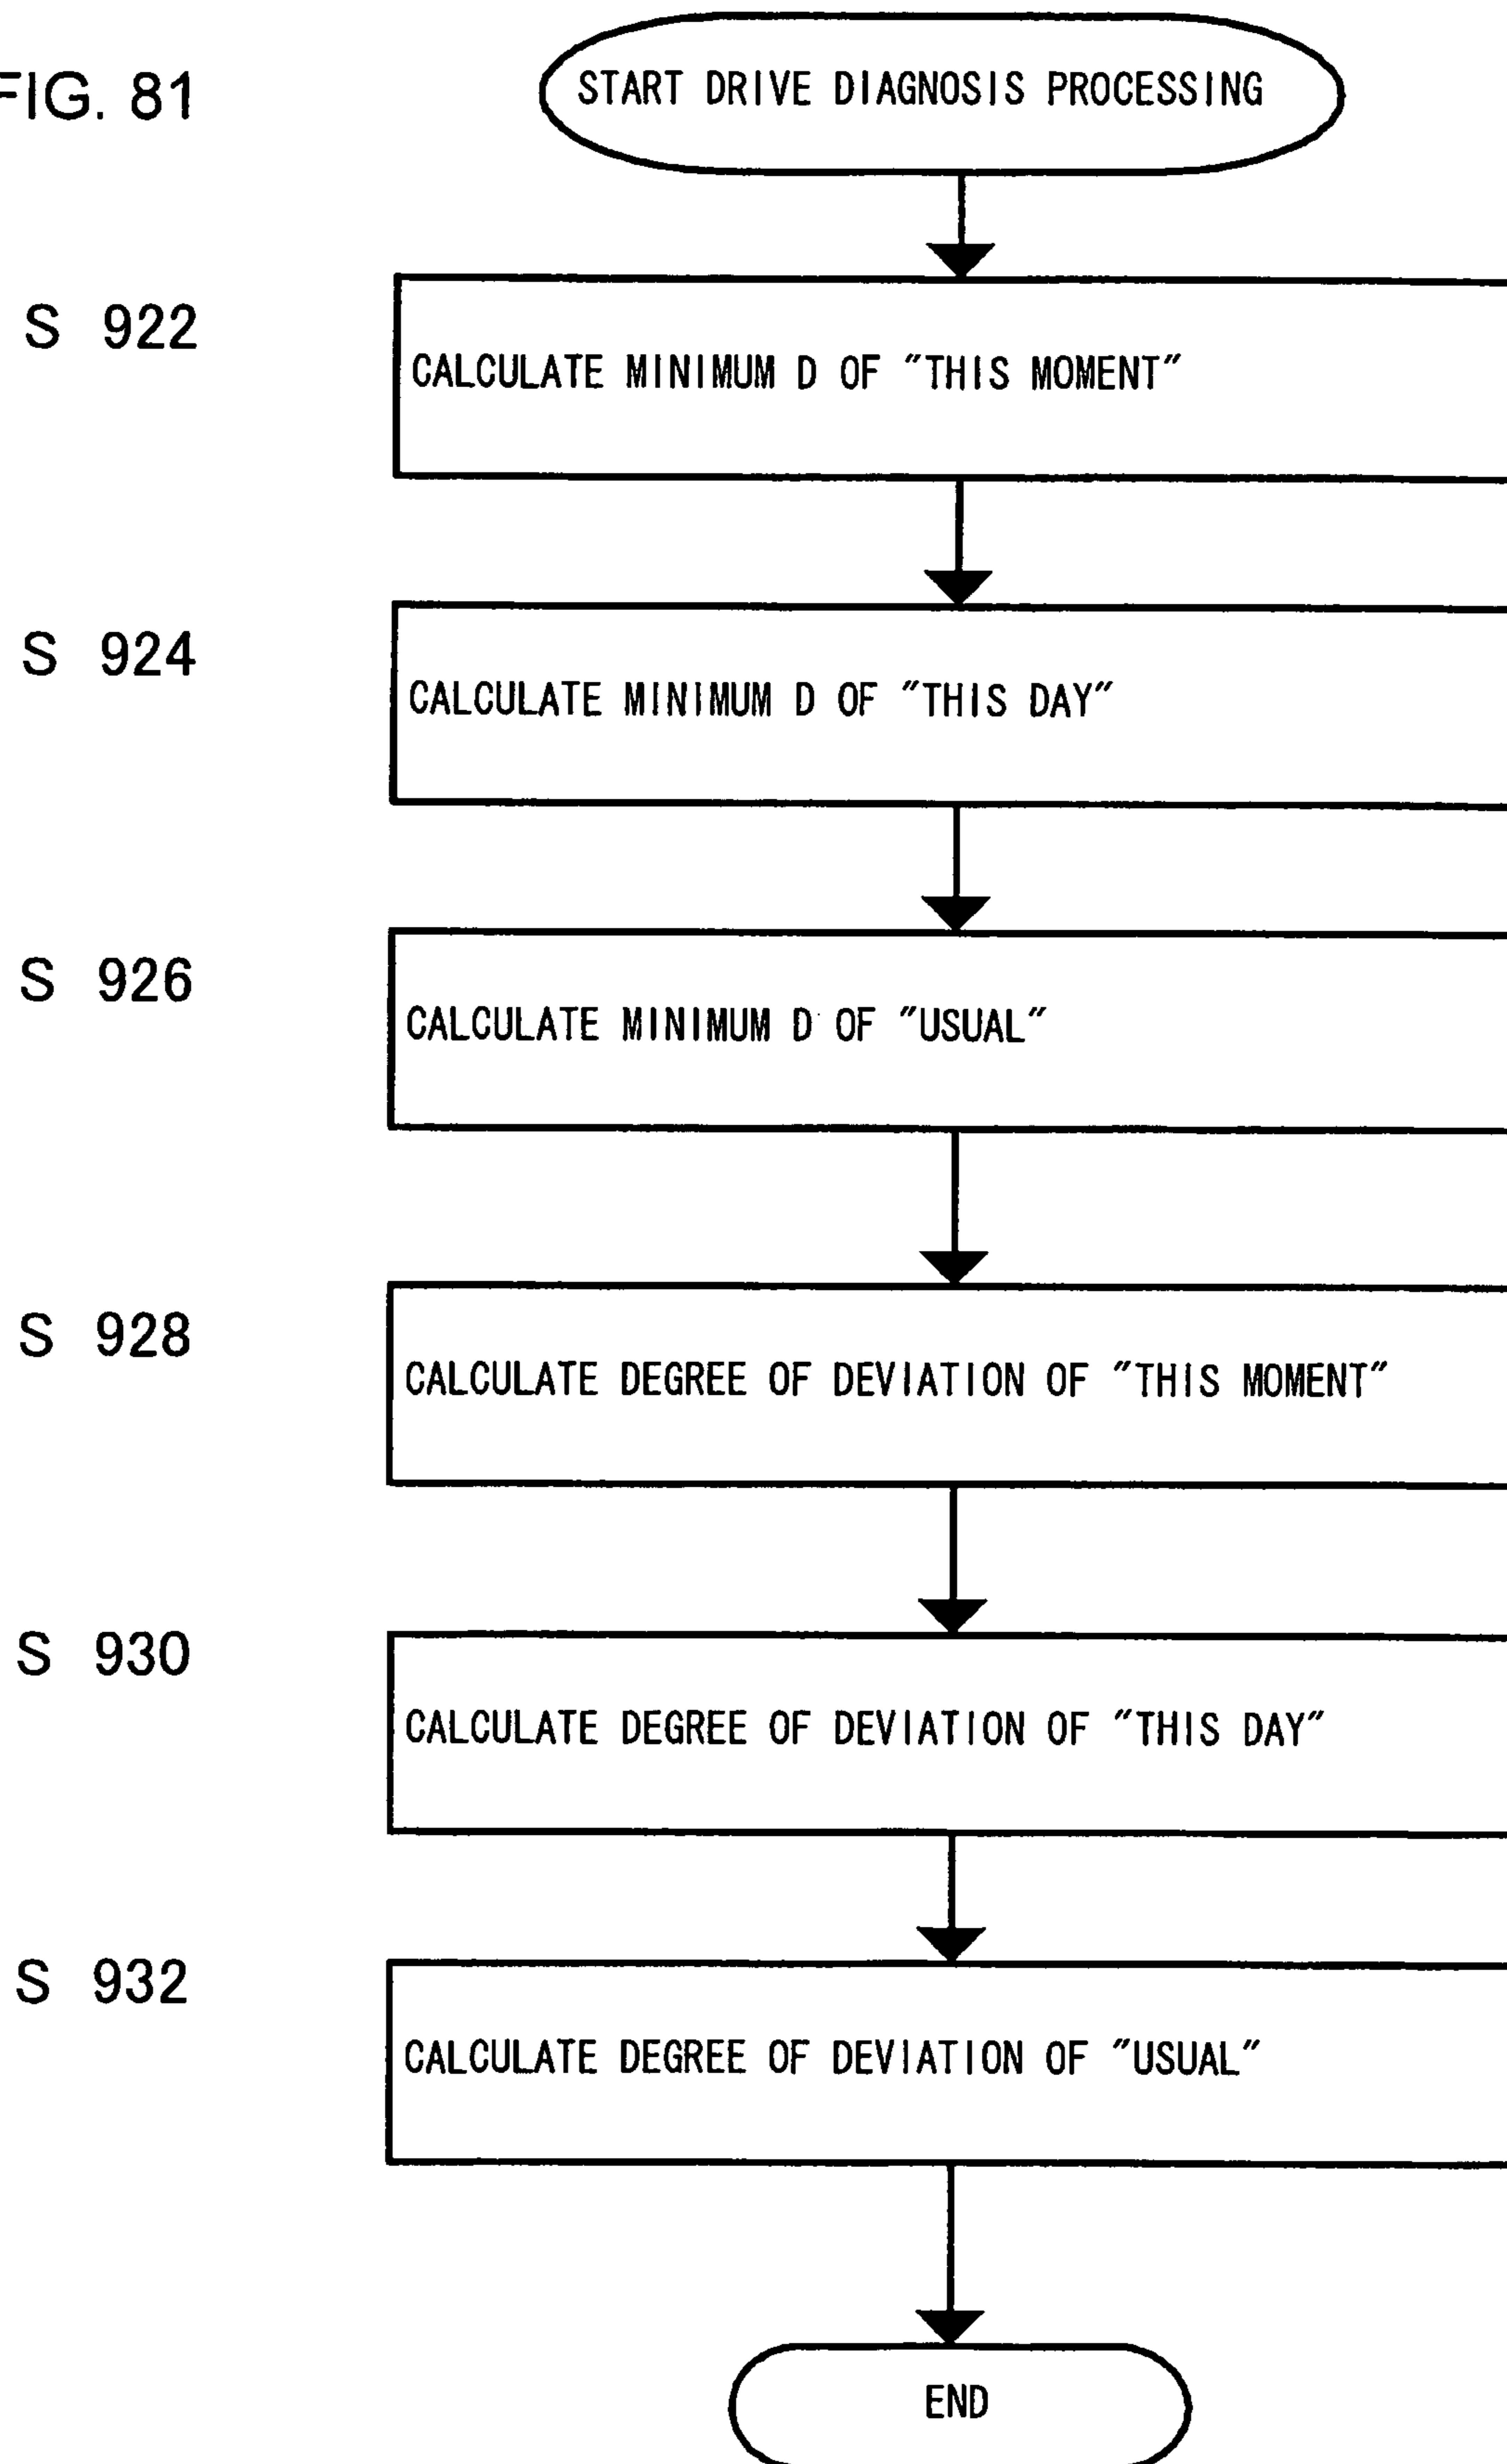 FIG. 81
START DRIVE DIAGNOSIS PROCESSING
S 922
CALCULATE MINIMUM D OF "THIS MOMENT"
S 924
CALCULATE MINIMUM D OF "THIS DAY"
S 926
CALCULATE MINIMUM D OF "USUAL"
S 928
CALCULATE DEGREE OF DEVIATION OF "THIS MOMENT"
S 930
CALCULATE DEGREE OF DEVIATION OF "THIS DAY"
S 932
CALCULATE DEGREE OF DEVIATION OF "USUAL"
END